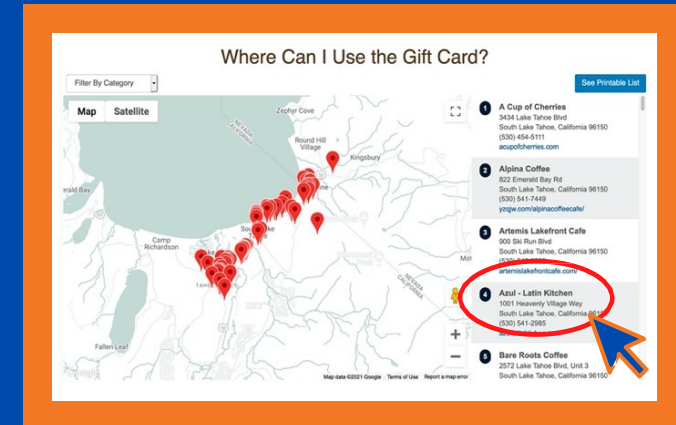 Where Can I Use the Gift Card?
Filter By Category
See Printable List
Map Satellite
Zephyr Cove
NEVADA
CALIFORNIA
Round Hill
Village
Kingsbury
erald Bay
Camp
Richardson
Fallen Leaf
NEVADA
CALIFORNIA
Map data ©2021 Google Terms of Use Report a map error
1 A Cup of Cherries
3434 Lake Tahoe Blvd
South Lake Tahoe, California 96150
(530) 454-5111
acupofcherries.com
2 Alpina Coffee
822 Emerald Bay Rd
South Lake Tahoe, California 96150
(530) 541-7449
yzqjw.com/alpinacoffeecafe/
3 Artemis Lakefront Cafe
900 Ski Run Blvd
South Lake Tahoe, California 96150
artemislakefrontcafe.com/
4 Azul - Latin Kitchen
1001 Heavenly Village Way
South Lake Tahoe, California
(530) 541-2985
5 Bare Roots Coffee
2572 Lake Tahoe Blvd, Unit 3
South Lake Tahoe, California 96150